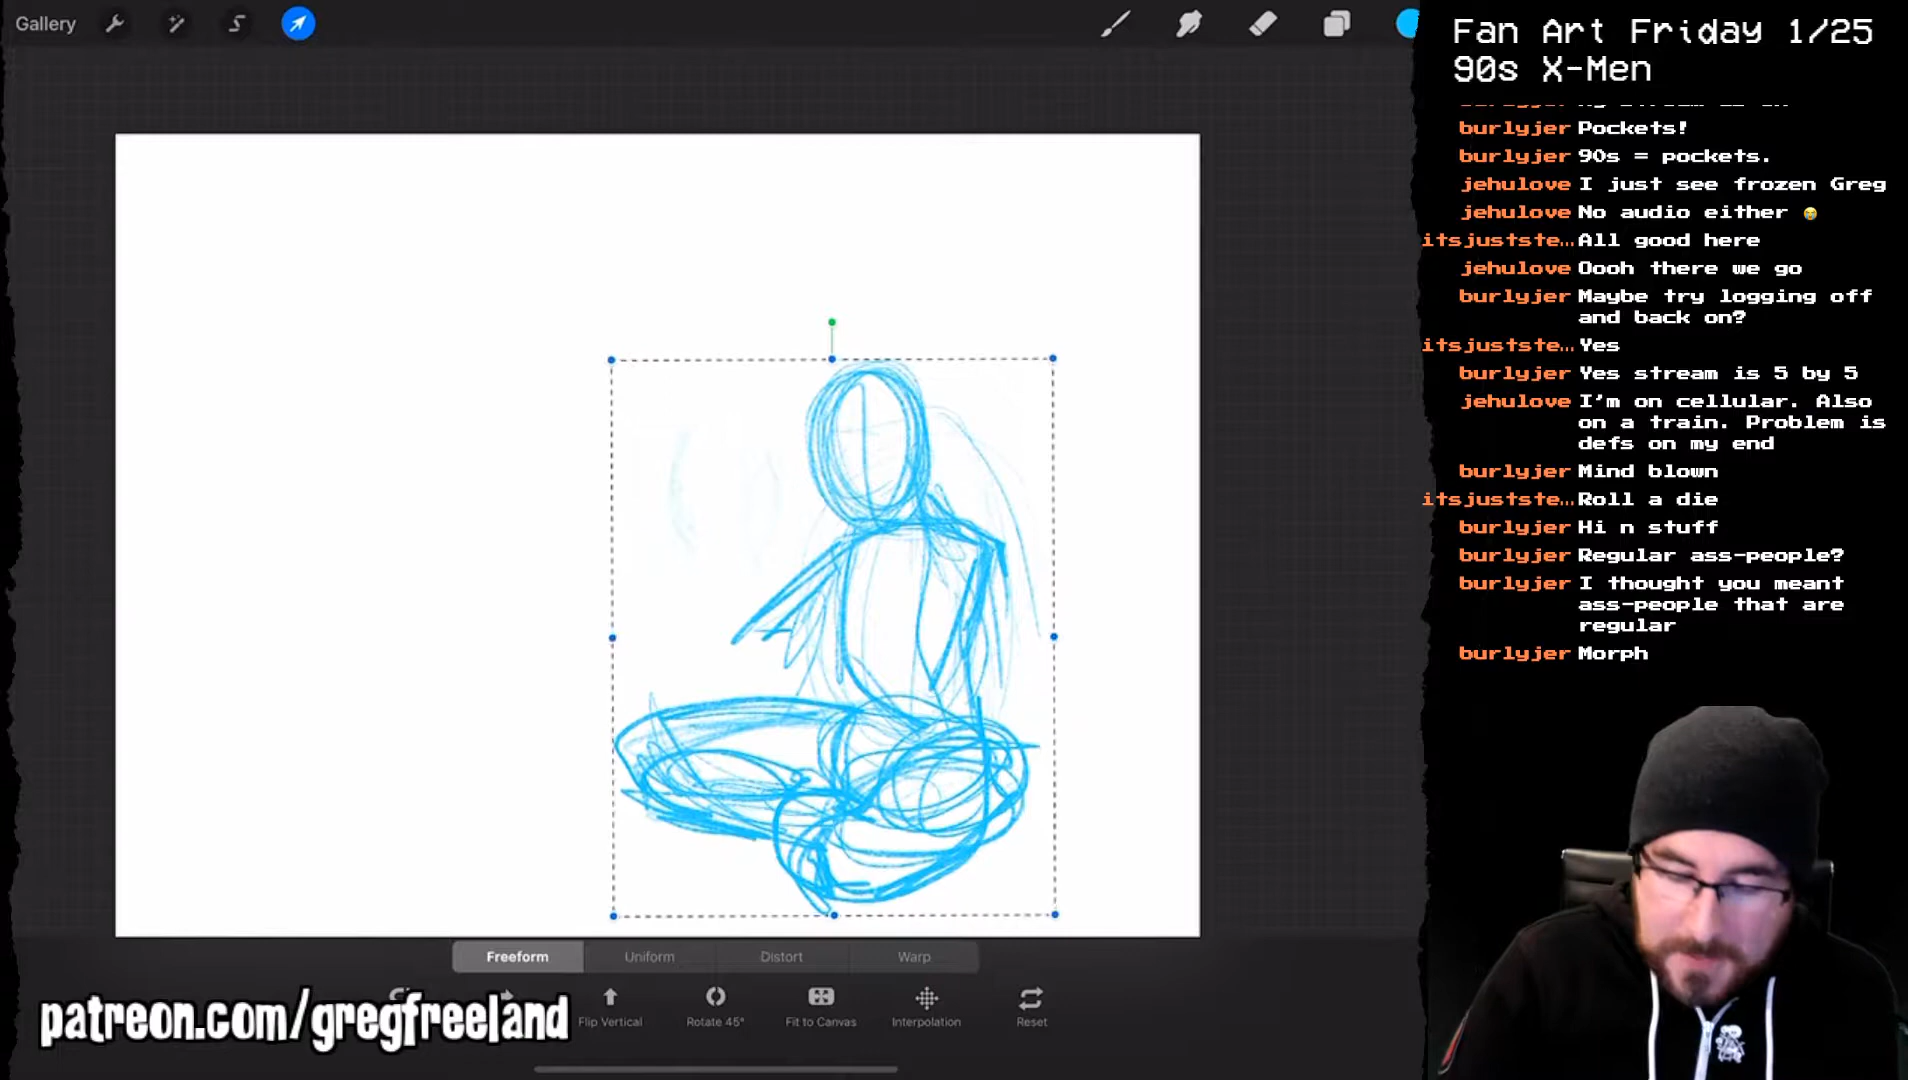 Gallery
Fan Art Friday 1/25
90s X-Men
burlyjer Pockets!
burlyjer 90s = pockets.
jehulove I just see frozen Greg
jehulove No audio either 😭
itsjustste… All good here
jehulove Oooh there we go
burlyjer Maybe try logging off
and back on?
itsjustste… Yes
burlyjer Yes stream is 5 by 5
jehulove I'm on cellular. Also
on a train. Problem is
defs on my end
burlyjer Mind blown
itsjustste… Roll a die
burlyjer Hi n stuff
burlyjer Regular ass-people?
burlyjer I thought you meant
ass-people that are
regular
burlyjer Morph
Freeform Uniform Distort Warp
Flip Vertical Rotate 45° Fit to Canvas Interpolation Reset
patreon.com/gregfreeland